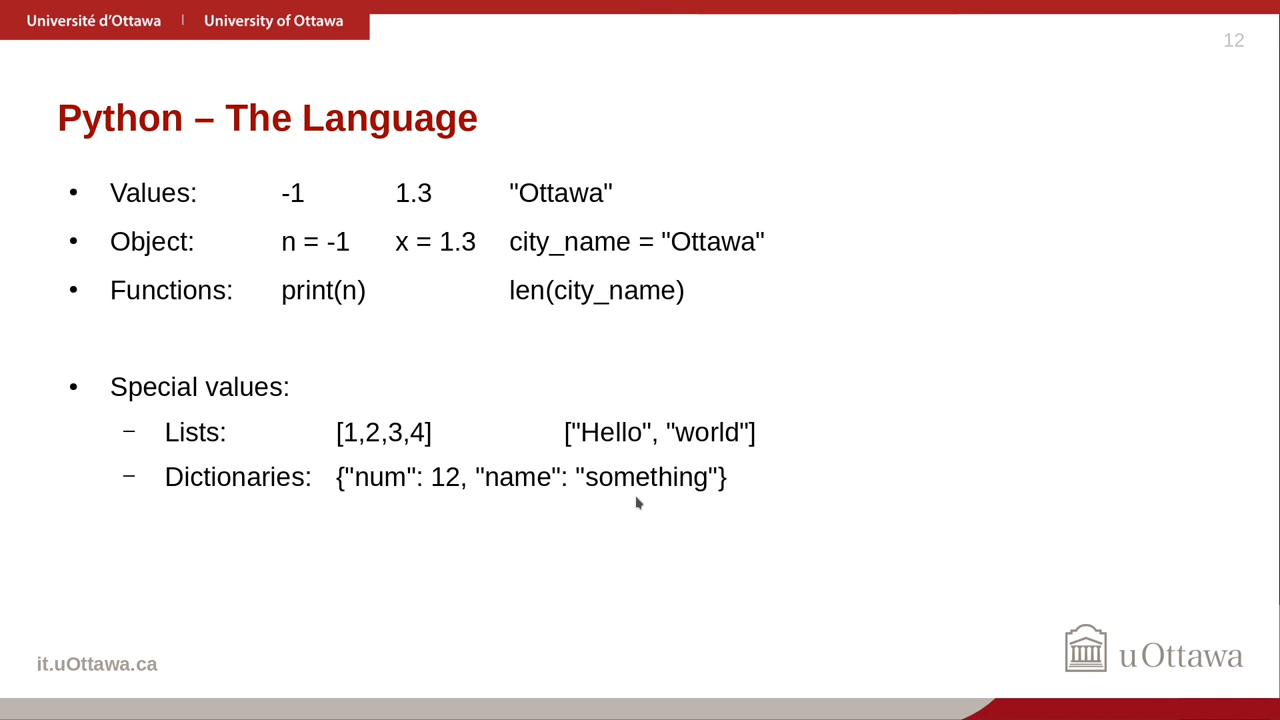 Université d'Ottawa | University of Ottawa
12
Python – The Language
• Values: -1 1.3 "Ottawa"
• Object: n = -1 x = 1.3 city_name = "Ottawa"
• Functions: print(n) len(city_name)
• Special values:
– Lists: [1,2,3,4] ["Hello", "world"]
– Dictionaries: {"num": 12, "name": "something"}
it.uOttawa.ca
uOttawa